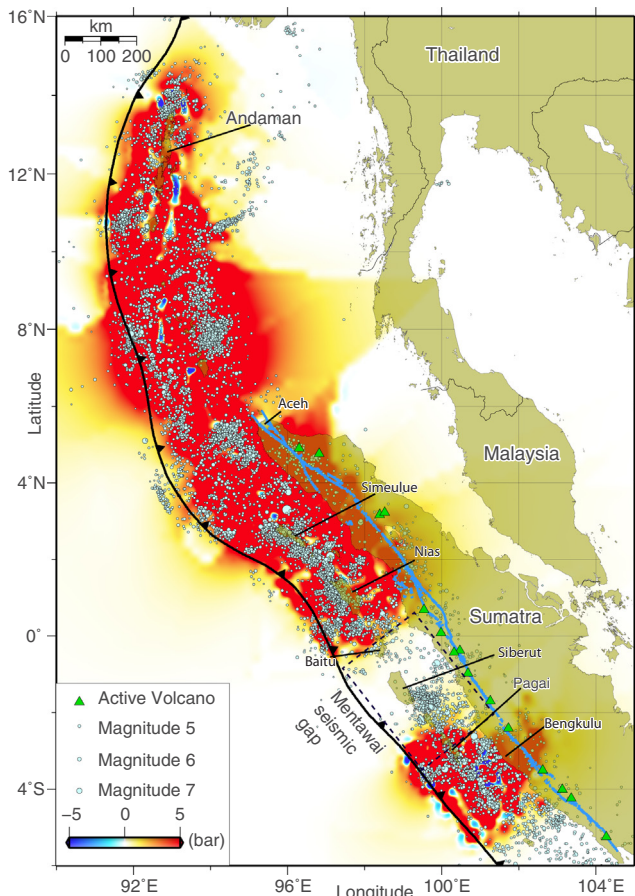 16°N
km
0 100 200
Thailand
Andaman
12°N
8°N
Latitude
Aceh
Malaysia
4°N
Simeulue
Nias
Sumatra
0°
Baitu
Siberut
Mentawai
seismic
gap
Pagai
Bengkulu
Active Volcano
Magnitude 5
Magnitude 6
Magnitude 7
4°S
−5 0 5 (bar)
92°E 96°E 100°E 104°E
Longitude